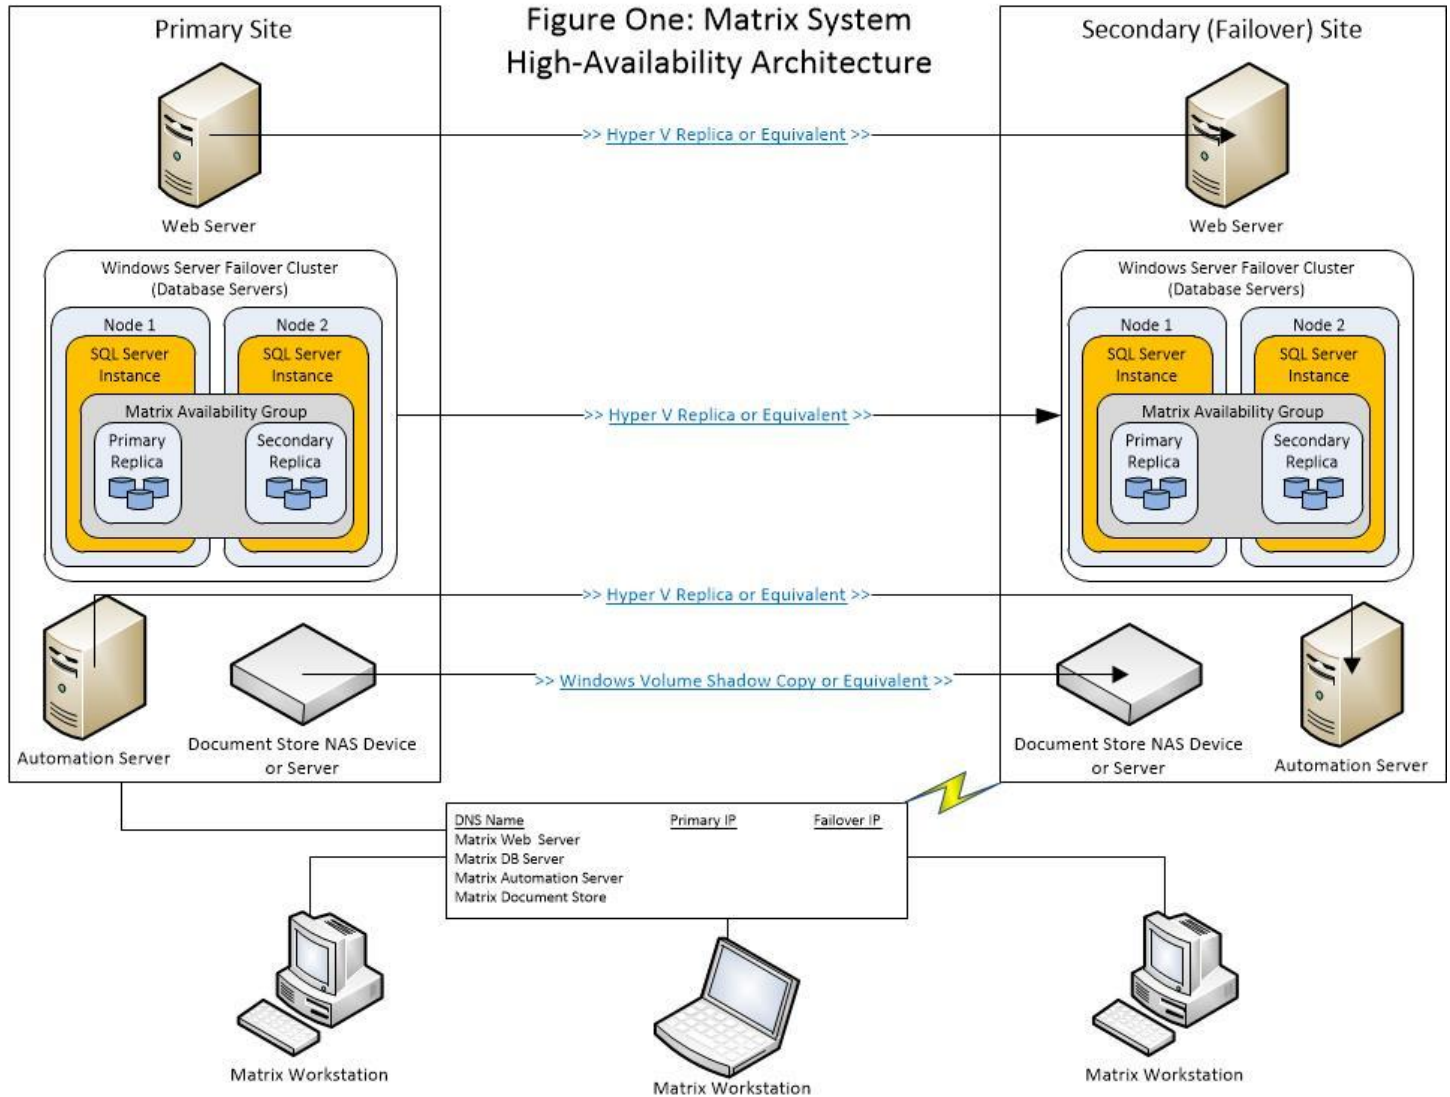 Figure One: Matrix System
High-Availability Architecture
Primary Site
Web Server
Windows Server Failover Cluster
(Database Servers)
Node 1
SQL Server
Instance
Node 2
SQL Server
Instance
Matrix Availability Group
Primary
Replica
Secondary
Replica
Automation Server
Document Store NAS Device
or Server
>> Hyper V Replica or Equivalent >>
>> Hyper V Replica or Equivalent >>
>> Hyper V Replica or Equivalent >>
>> Windows Volume Shadow Copy or Equivalent >>
Secondary (Failover) Site
Web Server
Windows Server Failover Cluster
(Database Servers)
Node 1
SQL Server
Instance
Node 2
SQL Server
Instance
Matrix Availability Group
Primary
Replica
Secondary
Replica
Document Store NAS Device
or Server
Automation Server
DNS Name Primary IP Failover IP
Matrix Web Server
Matrix DB Server
Matrix Automation Server
Matrix Document Store
Matrix Workstation
Matrix Workstation
Matrix Workstation